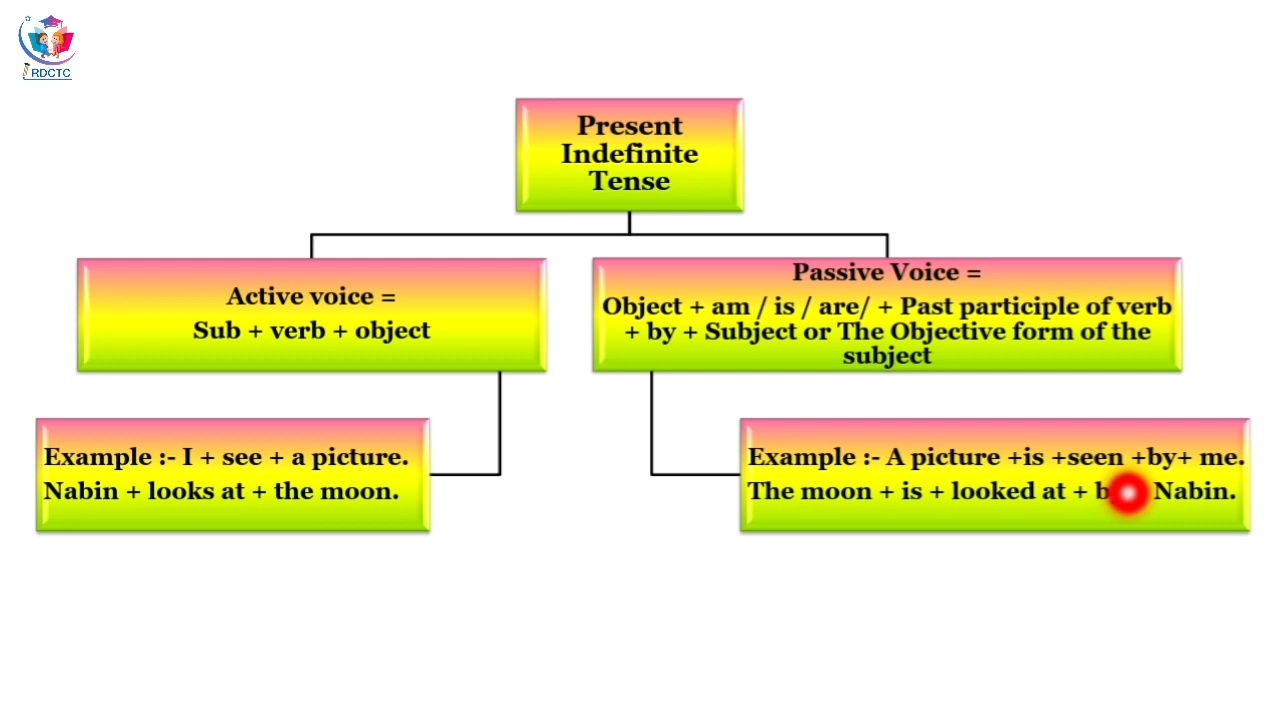 RDCTC
Present
Indefinite
Tense
Active voice =
Sub + verb + object
Passive Voice =
Object + am / is / are/ + Past participle of verb
+ by + Subject or The Objective form of the
subject
Example :- I + see + a picture.
Nabin + looks at + the moon.
Example :- A picture +is +seen +by+ me.
The moon + is + looked at + Nabin.